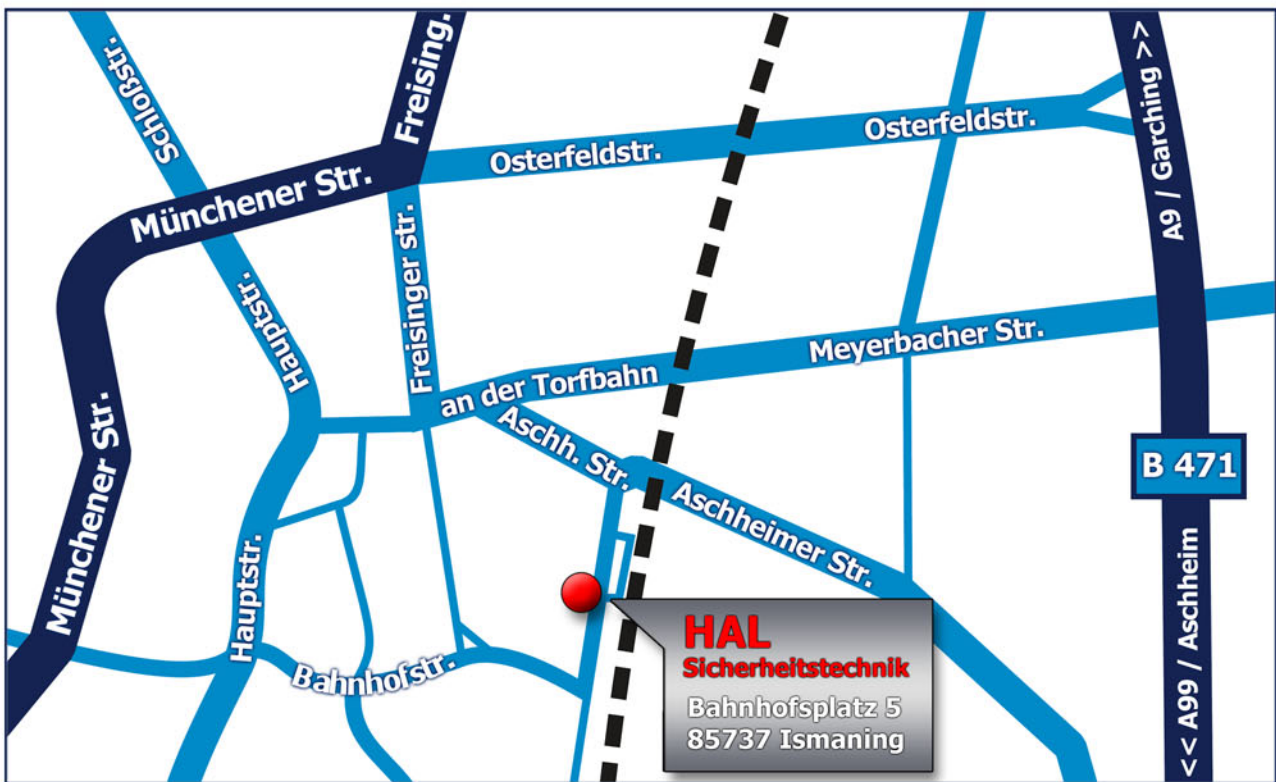 Schloßstr.
Freising.
Osterfeldstr.
Osterfeldstr.
A9 / Garching >>
Münchener Str.
Freisinger str.
Hauptstr.
Meyerbacher Str.
an der Torfbahn
Aschh. Str.
Aschheimer Str.
B 471
Münchener Str.
Hauptstr.
Bahnhofstr.
<< A99 / Aschheim
HAL
Sicherheitstechnik
Bahnhofsplatz 5
85737 Ismaning